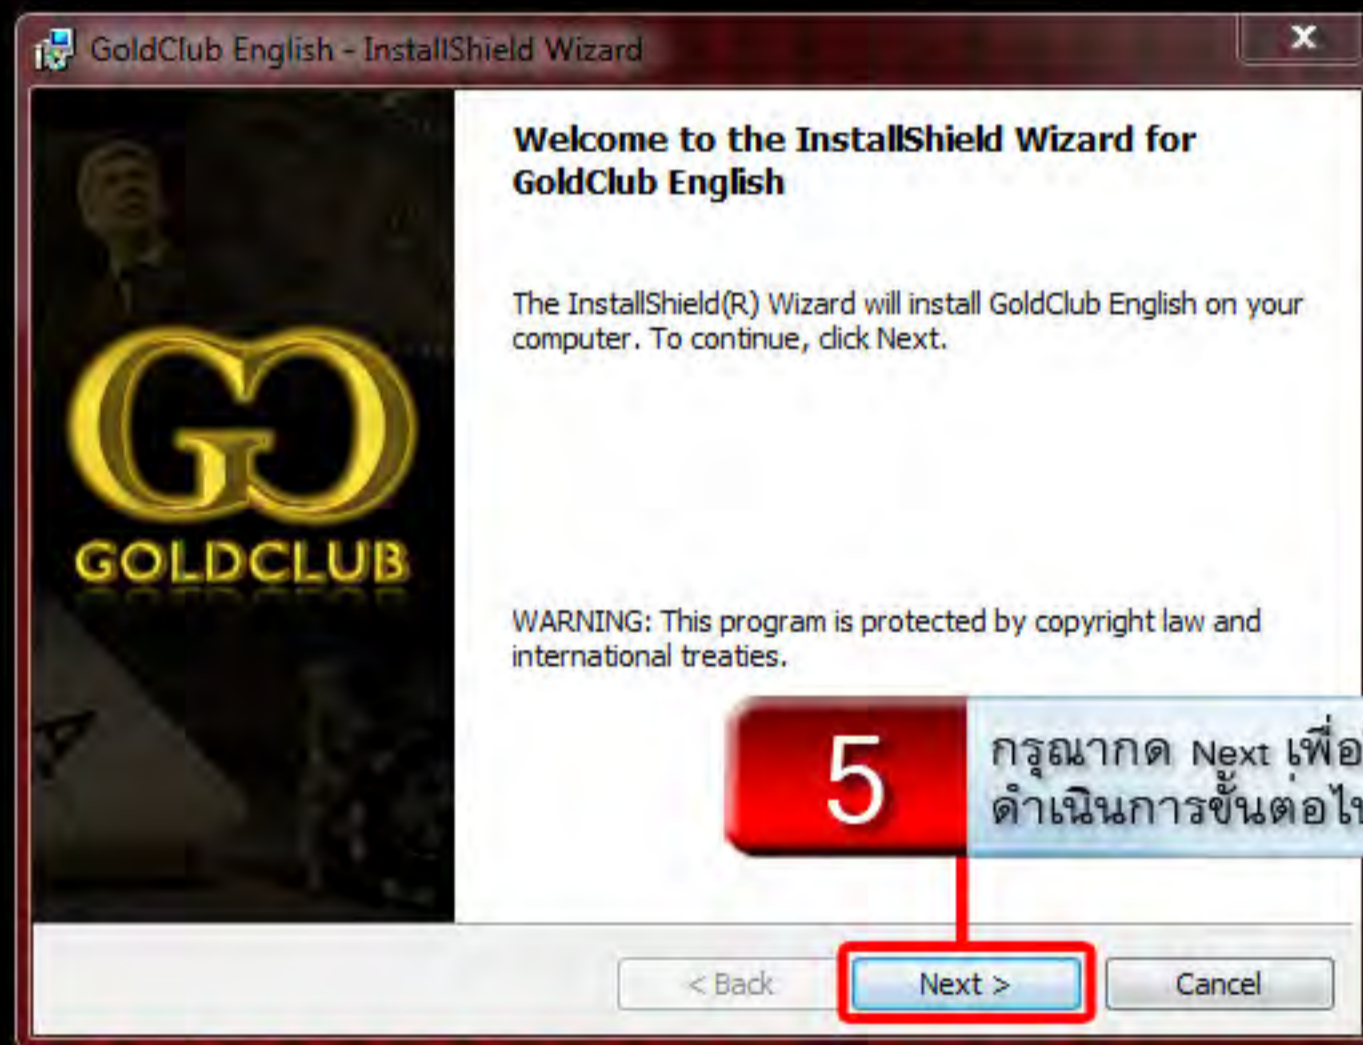 GoldClub English - InstallShield Wizard
Welcome to the InstallShield Wizard for
GoldClub English
The InstallShield(R) Wizard will install GoldClub English on your
computer. To continue, click Next.
GC
GOLDCLUB
WARNING: This program is protected by copyright law and
international treaties.
A
5
กรุณากด Next เพื่อ
ดำเนินการขั้นต่อไป
< Back
Next >
Cancel